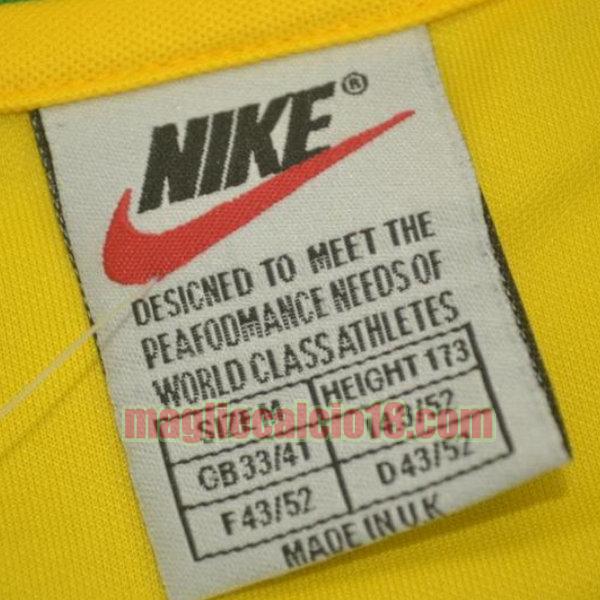 NIKE®
DESIGNED TO MEET THE
PEAFODMANCE NEEDS OF
WORLD CLASS ATHLETES
HEIGHT 173
magliecalcio18.com
GB33/41 D43/52
F43/52
MADE IN U.K